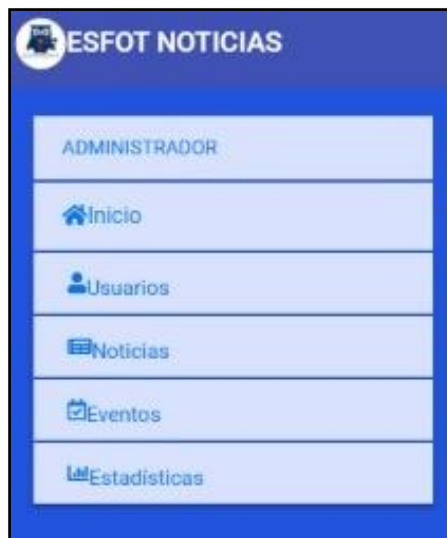 ESFOT NOTICIAS
ADMINISTRADOR
Inicio
Usuarios
Noticias
Eventos
Estadísticas